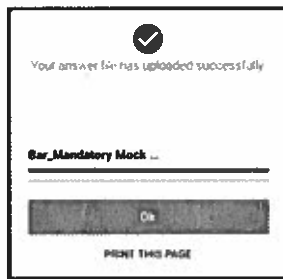 Your answer file has uploaded successfully
Bar_Mandatory Mock ...
Ok
PRINT THIS PAGE